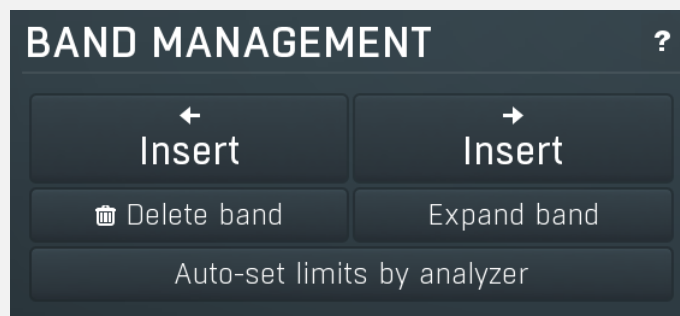 BAND MANAGEMENT ?
← →
Insert Insert
Delete band Expand band
Auto-set limits by analyzer